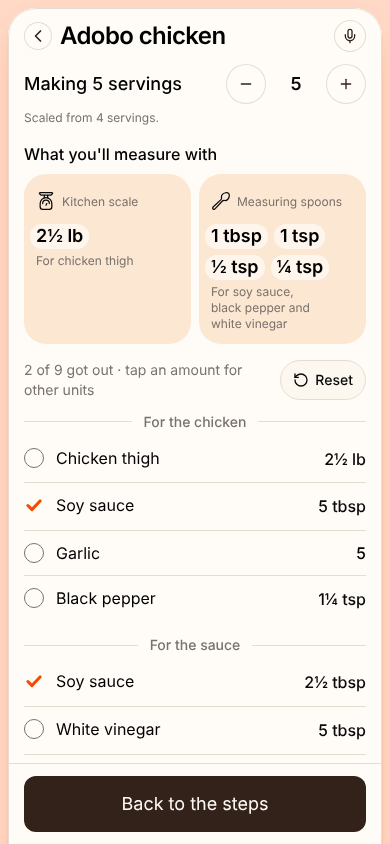 Adobo chicken
Making 5 servings
5
Scaled from 4 servings.
What you'll measure with
Kitchen scale
2½ lb
For chicken thigh
Measuring spoons
1 tbsp 1 tsp
½ tsp ¼ tsp
For soy sauce,
black pepper and
white vinegar
2 of 9 got out · tap an amount for
other units
Reset
For the chicken
Chicken thigh 2½ lb
Soy sauce 5 tbsp
Garlic 5
Black pepper 1¼ tsp
For the sauce
Soy sauce 2½ tbsp
White vinegar 5 tbsp
Back to the steps